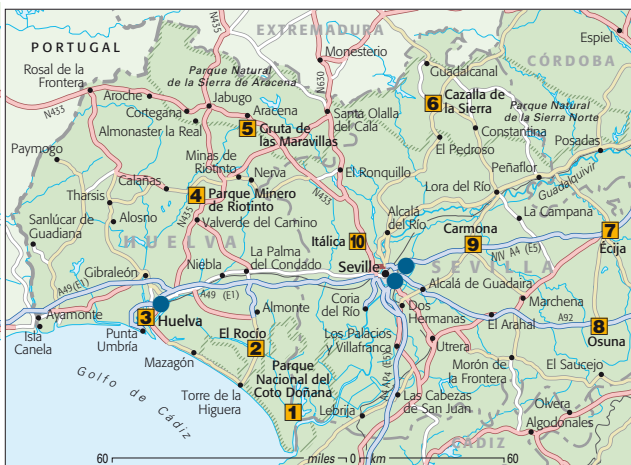 EXTREMADURA
PORTUGAL
N435
Monesterio
Espiel
Rosal de la
Frontera
Parque Natural
de la Sierra de Aracena
N630
Guadalcanal
CÓRDOBA
Aroche
Jabugo
Cortegana
Aracena
Santa Olalla
del Cala
6
Cazalla de
la Sierra
Parque Natural
de la Sierra Norte
N433
Almonaster la Real
5
Gruta de
las Maravillas
Constantina
Posadas
Paymogo
Minas de
Riotinto
Nerva
El Pedroso
Peñaflor
El Ronquillo
Calañas
Guadalquivir
Tharsis
4
Parque Minero
de Riotinto
N433
Lora del Río
Sanlúcar de
Guadiana
Alosno
N435
Valverde del Camino
Alcalá
del Río
La Campana
HUELVA
Itálica
10
Carmona
9
7
Écija
NIV A4 (E5)
Gibraleón
Niebla
La Palma
del Condado
Seville
SEVILLA
A49(E1)
A49 (E1)
Alcalá de Guadaira
Marchena
Ayamonte
3
Huelva
Almonte
Coria
del Río
Dos
Hermanas
El Arahal
A92
8
Osuna
Isla
Canela
Punta
Umbría
El Rocío
2
Los Palacios
y Villafranco
Utrera
Mazagón
Parque
Nacional del
Coto Doñana
NIV AP4 (E5)
Morón de
la Frontera
El Saucejo
Golfo de
Cádiz
Torre de la
Higuera
1
Lebrija
Las Cabezas
de San Juan
Olvera
Algodonales
CÁDIZ
60 miles 0 km 60